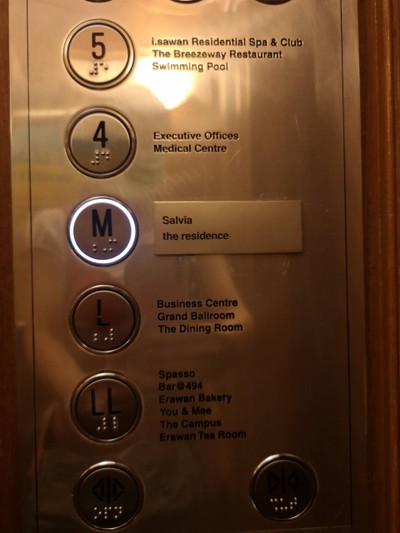 5
i.sawan Residential Spa & Club
The Breezeway Restaurant
Swimming Pool
4
Executive Offices
Medical Centre
M
Salvia
the residence
L
Business Centre
Grand Ballroom
The Dining Room
LL
Spasso
Bar@494
Erawan Bakery
You & Mee
The Campus
Erawan Tea Room